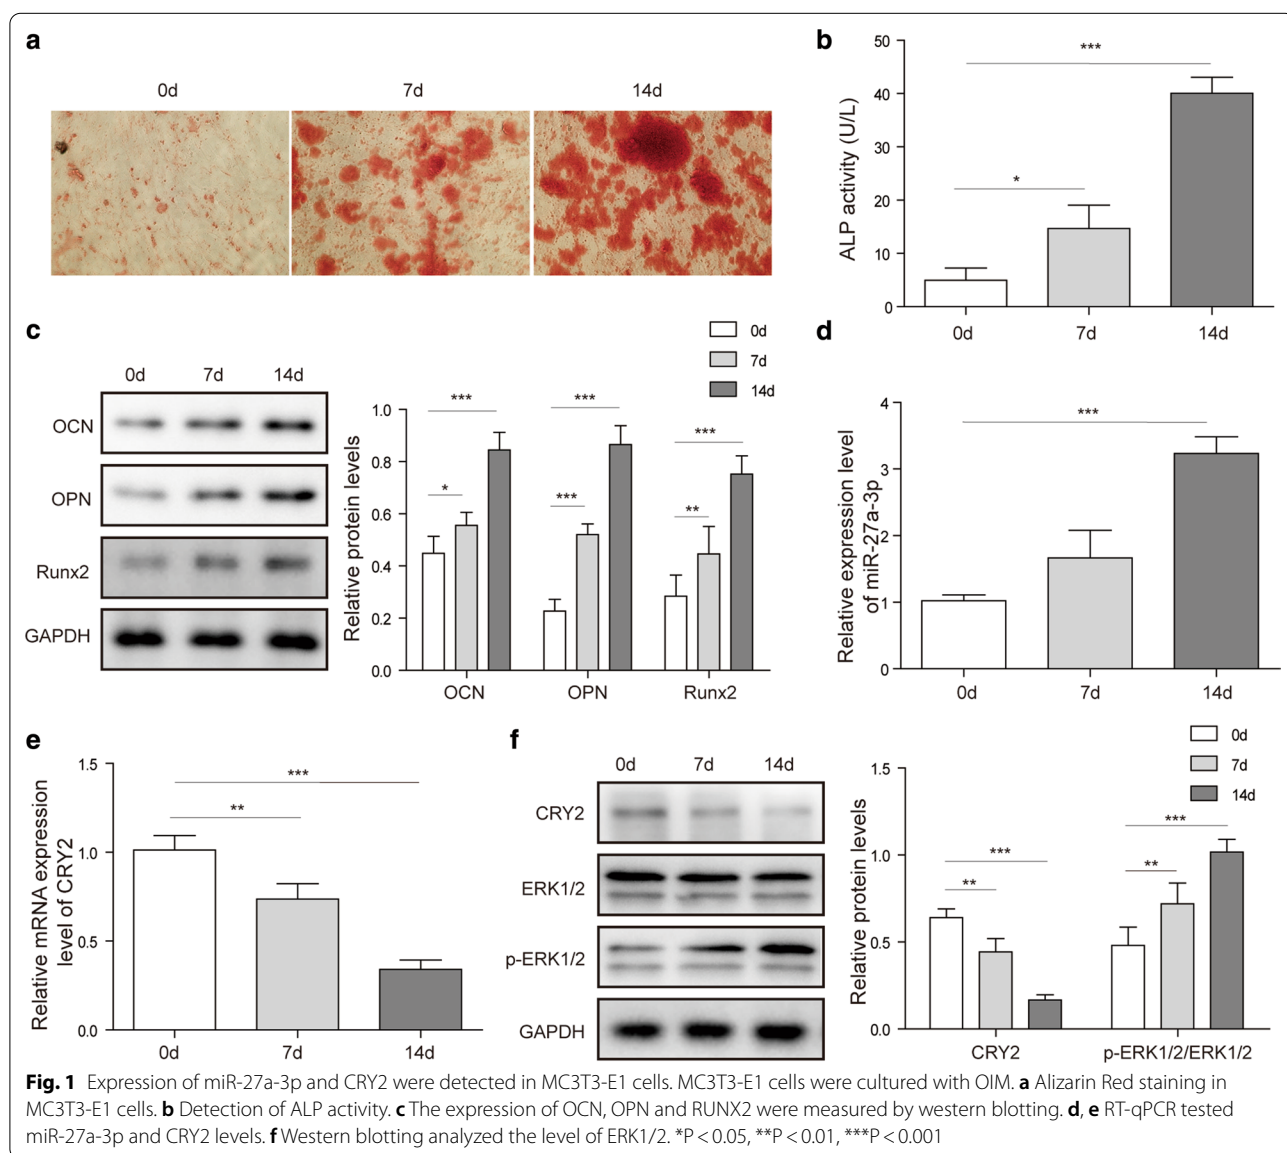 a
0d 7d 14d
b
ALP activity (U/L)
50
40
30
20
10
0
***
*
0d 7d 14d
c
0d 7d 14d
OCN
OPN
Runx2
GAPDH
0d
7d
14d
Relative protein levels
1.0
0.8
0.6
0.4
0.2
0.0
*** *** ***
* *** **
OCN OPN Runx2
d
Relative expression level
of miR-27a-3p
4
3
2
1
0
***
0d 7d 14d
e
Relative mRNA expression
level of CRY2
1.5
1.0
0.5
0.0
***
**
0d 7d 14d
f
0d 7d 14d
CRY2
ERK1/2
p-ERK1/2
GAPDH
0d
7d
14d
Relative protein levels
1.5
1.0
0.5
0.0
*** ***
** **
CRY2 p-ERK1/2/ERK1/2
Fig. 1 Expression of miR-27a-3p and CRY2 were detected in MC3T3-E1 cells. MC3T3-E1 cells were cultured with OIM. a Alizarin Red staining in
MC3T3-E1 cells. b Detection of ALP activity. c The expression of OCN, OPN and RUNX2 were measured by western blotting. d, e RT-qPCR tested
miR-27a-3p and CRY2 levels. f Western blotting analyzed the level of ERK1/2. *P < 0.05, **P < 0.01, ***P < 0.001